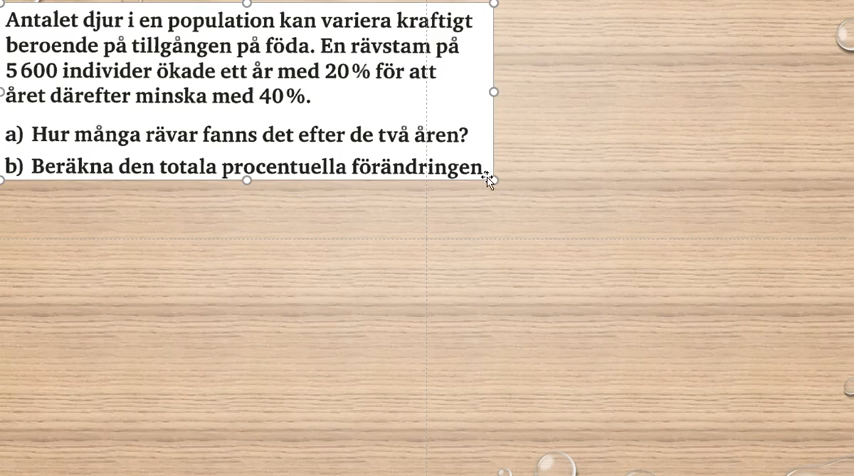 Antalet djur i en population kan variera kraftigt
beroende på tillgången på föda. En rävstam på
5 600 individer ökade ett år med 20 % för att
året därefter minska med 40 %.
a) Hur många rävar fanns det efter de två åren?
b) Beräkna den totala procentuella förändringen.